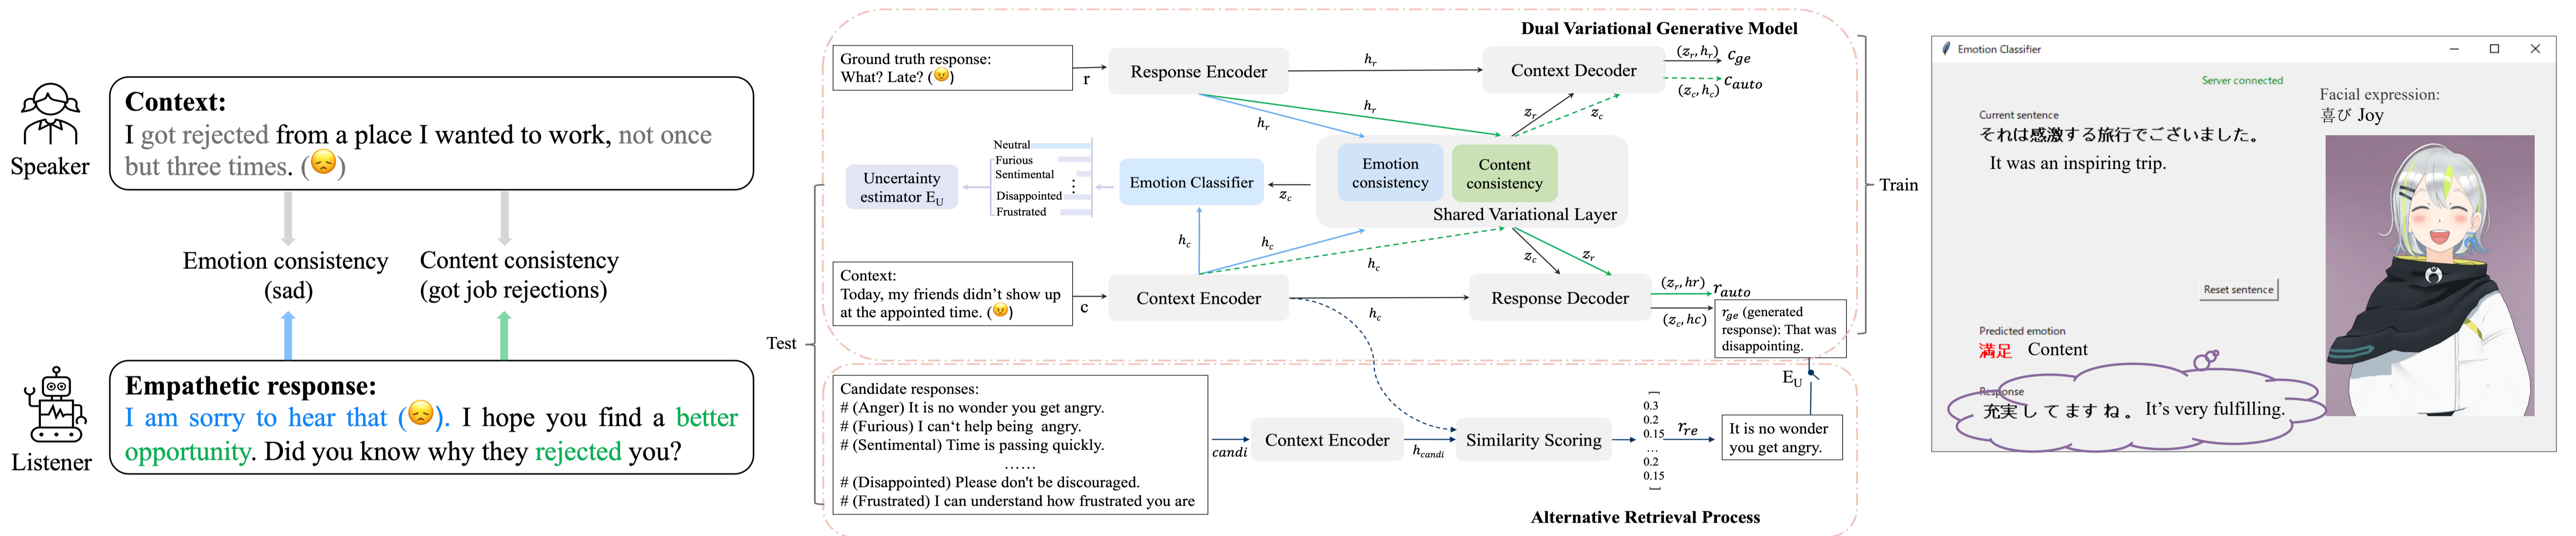 Speaker
Context:
I got rejected from a place I wanted to work, not once
but three times. (😞)
Emotion consistency
(sad)
Content consistency
(got job rejections)
Listener
Empathetic response:
I am sorry to hear that (😞). I hope you find a better
opportunity. Did you know why they rejected you?
Dual Variational Generative Model
Ground truth response:
What? Late? (😠)
r
Response Encoder
h_r
Context Decoder
(z_r, h_r)
c_ge
c_auto
(z_c, h_c)
h_r
h_r
z_r
z_c
Uncertainty
estimator E_U
Neutral
Furious
Sentimental
⋮
Disappointed
Frustrated
Emotion Classifier
z_c
Emotion
consistency
Content
consistency
Shared Variational Layer
h_c
h_c
h_c
z_c
z_r
Context:
Today, my friends didn't show up
at the appointed time. (😠)
c
Context Encoder
h_c
Response Decoder
(z_r, hr)
r_auto
(z_c, hc)
r_ge (generated
response): That was
disappointing.
Train
Test
E_U
Candidate responses:
# (Anger) It is no wonder you get angry.
# (Furious) I can't help being angry.
# (Sentimental) Time is passing quickly.
......
# (Disappointed) Please don't be discouraged.
# (Frustrated) I can understand how frustrated you are
candi
Context Encoder
h_candi
Similarity Scoring
[
0.3
0.2
0.15
...
0.2
0.15
]
r_re
It is no wonder
you get angry.
Alternative Retrieval Process
Emotion Classifier
Server connected
Current sentence
それは感激する旅行でございました。
It was an inspiring trip.
Facial expression:
喜び Joy
Reset sentence
Predicted emotion
満足 Content
Response
充実してますね。 It's very fulfilling.